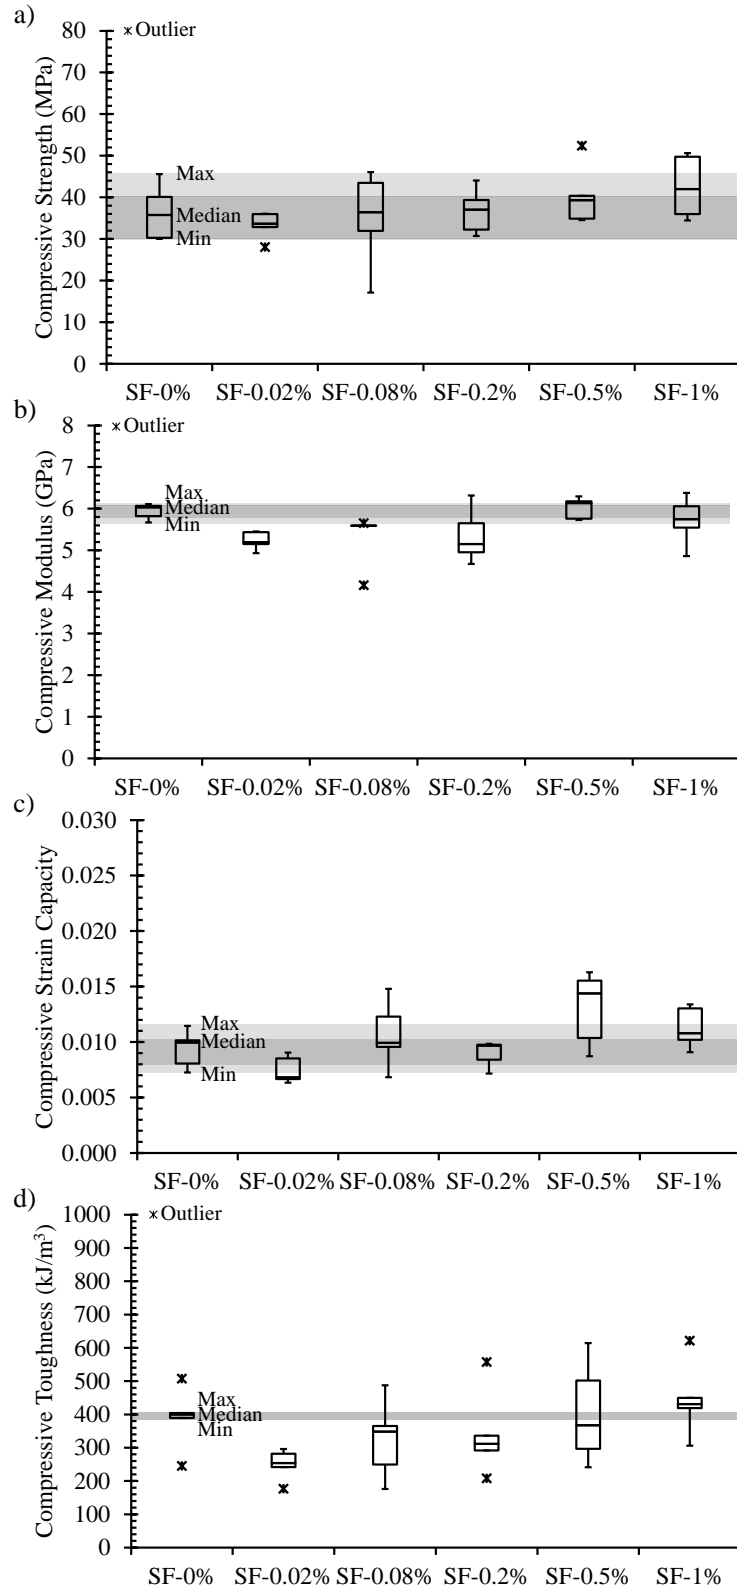 a)
Outlier
Compressive Strength (MPa)
80
70
60
50
40
30
20
10
0
Max
Median
Min
SF-0% SF-0.02% SF-0.08% SF-0.2% SF-0.5% SF-1%
b)
Outlier
Compressive Modulus (GPa)
8
7
6
5
4
3
2
1
0
Max
Median
Min
SF-0% SF-0.02% SF-0.08% SF-0.2% SF-0.5% SF-1%
c)
Compressive Strain Capacity
0.030
0.025
0.020
0.015
0.010
0.005
0.000
Max
Median
Min
SF-0% SF-0.02% SF-0.08% SF-0.2% SF-0.5% SF-1%
d)
Outlier
Compressive Toughness (kJ/m³)
1000
900
800
700
600
500
400
300
200
100
0
Max
Median
Min
SF-0% SF-0.02% SF-0.08% SF-0.2% SF-0.5% SF-1%